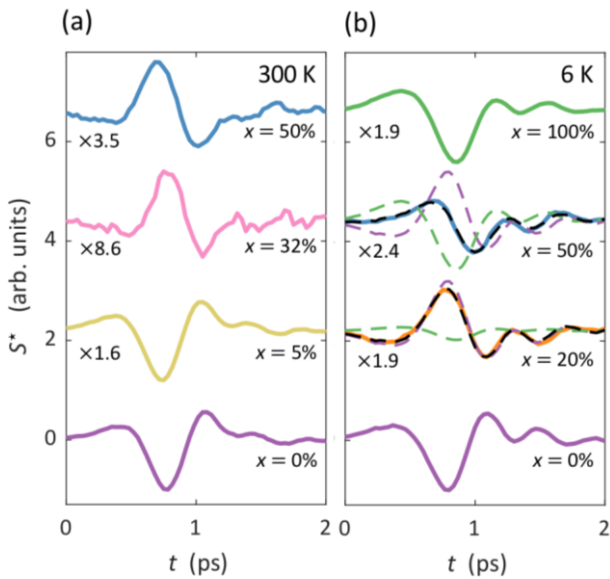 (a)
(b)
300 K
6 K
×3.5
x = 50%
×1.9
x = 100%
×8.6
x = 32%
×2.4
x = 50%
×1.6
x = 5%
×1.9
x = 20%
x = 0%
x = 0%
6
4
2
0
S* (arb. units)
0 1 2
0 1 2
t (ps)
t (ps)